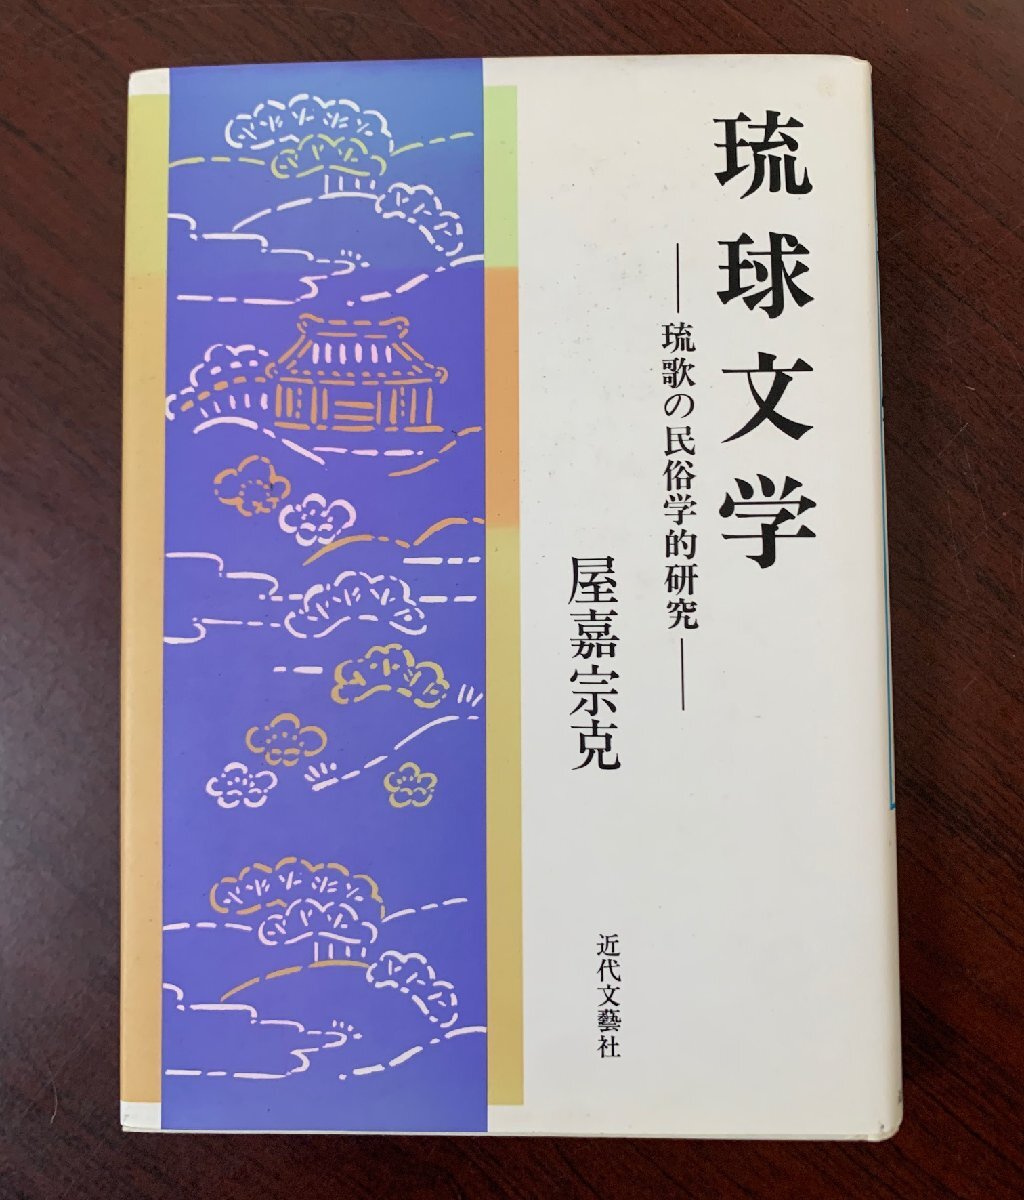 琉球文学
―琉歌の民俗学的研究―
屋嘉宗克
近代文藝社